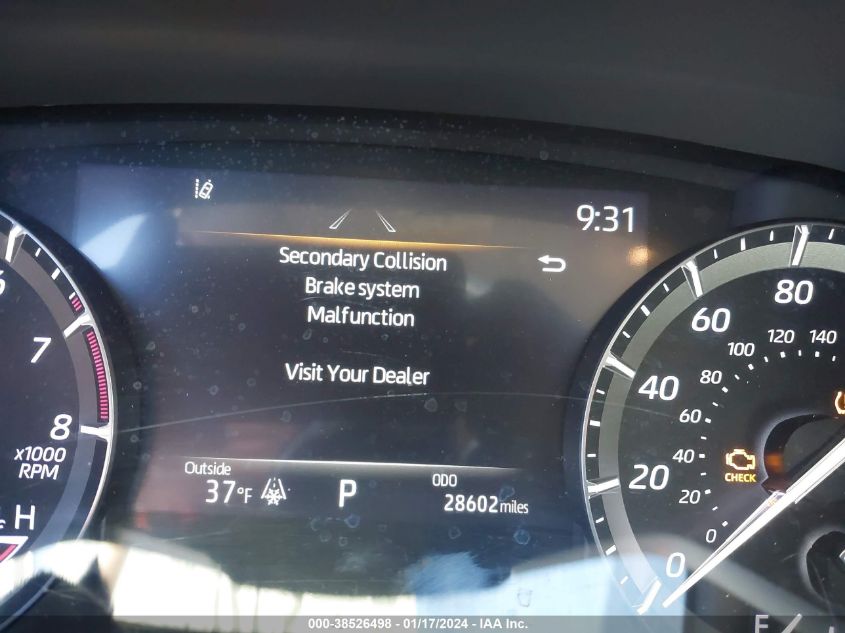 9:31
Secondary Collision
Brake system
Malfunction
Visit Your Dealer
Outside
37°F
P
ODO
28602 miles
7
8
x1000
RPM
H
80
60
40
20
0
140
120
100
80
60
40
20
0
CHECK
000-38526498 - 01/17/2024 - IAA Inc.